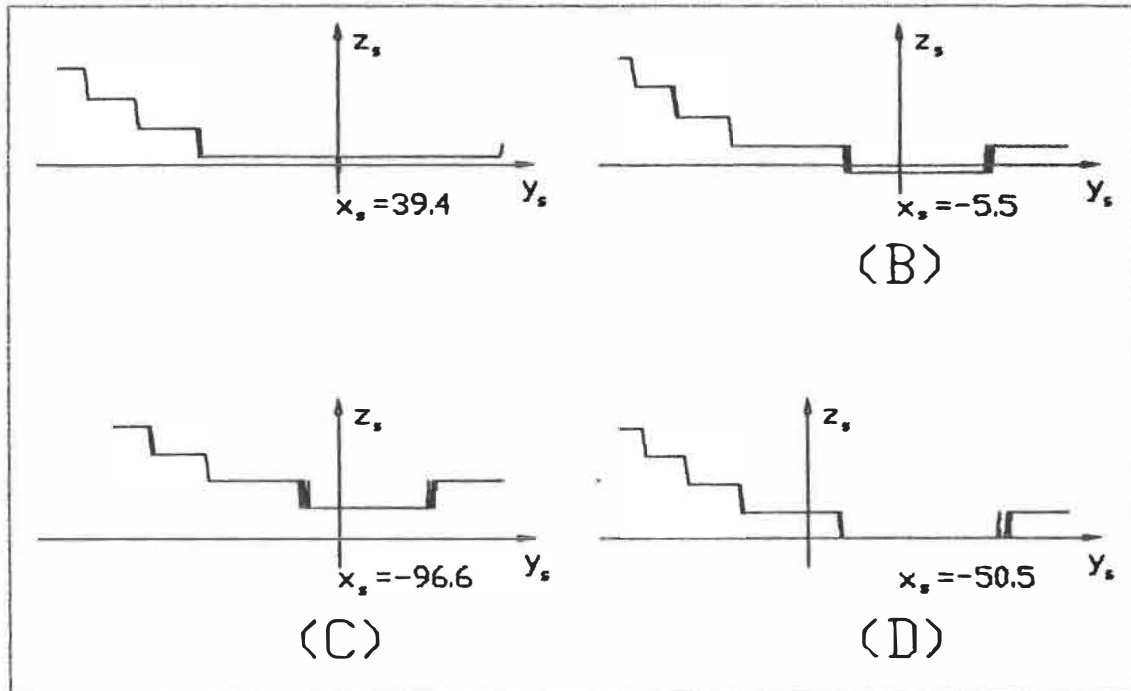 z_s
y_s
x_s =39.4
z_s
y_s
x_s =-5.5
(B)
z_s
y_s
x_s =-96.6
(C)
z_s
y_s
x_s =-50.5
(D)